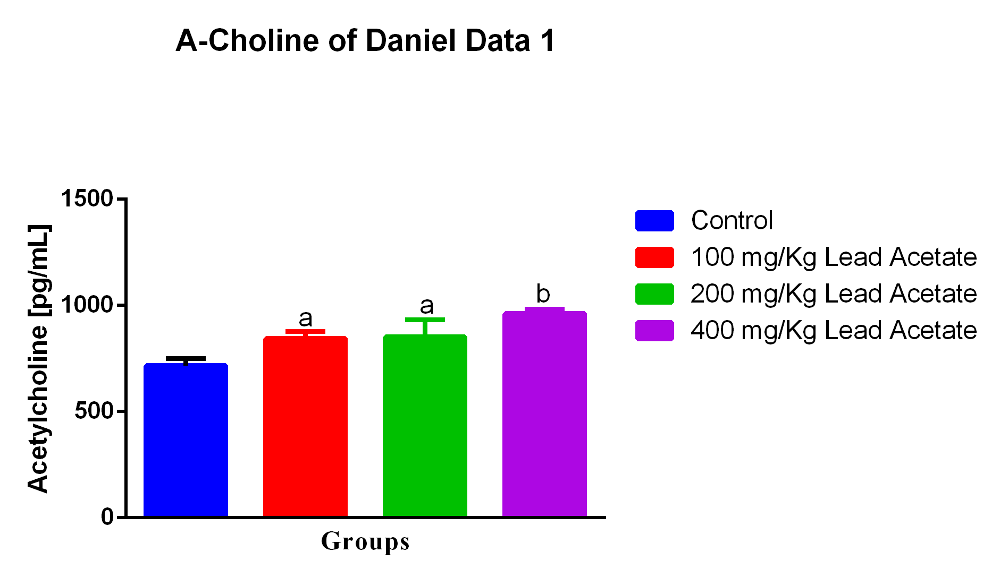 A-Choline of Daniel Data 1
Acetylcholine [pg/mL]
1500
1000
500
0
a
a
b
Groups
Control
100 mg/Kg Lead Acetate
200 mg/Kg Lead Acetate
400 mg/Kg Lead Acetate